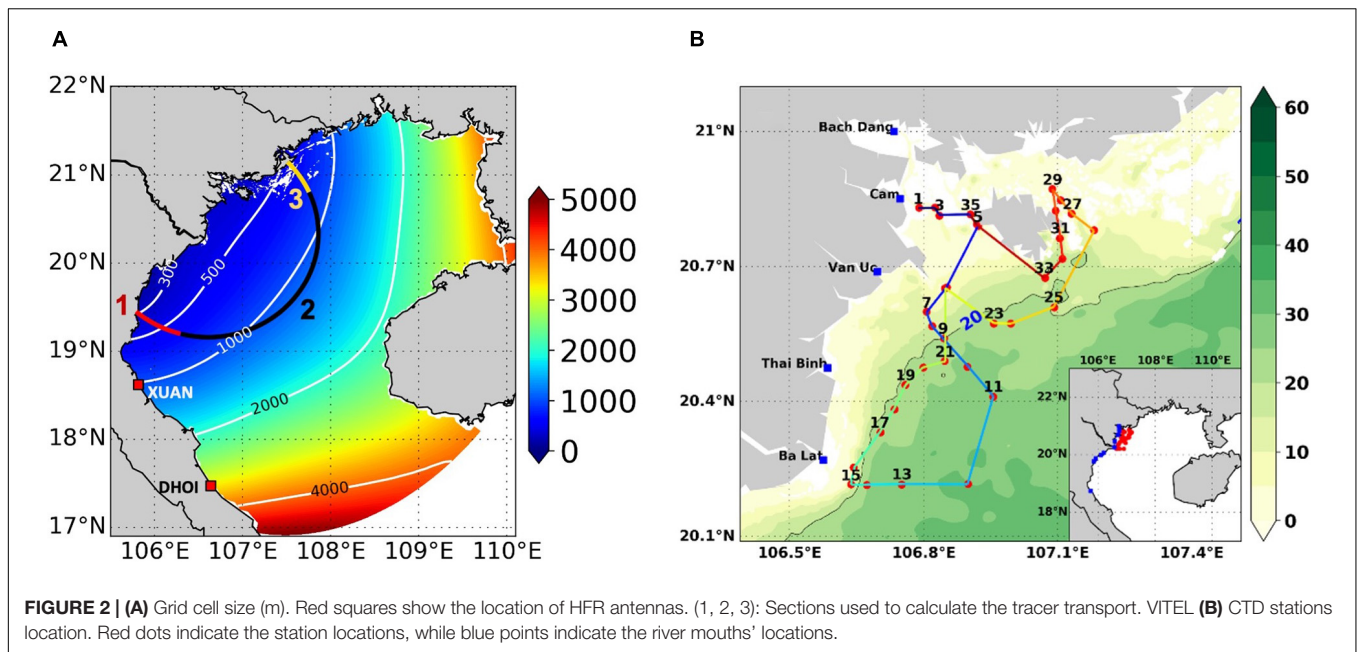 A
B
22°N
21°N
20°N
19°N
18°N
17°N
106°E 107°E 108°E 109°E 110°E
300
500
1000
2000
4000
1
2
3
XUAN
DHOI
5000
4000
3000
2000
1000
0
21°N
20.7°N
20.4°N
20.1°N
106.5°E 106.8°E 107.1°E 107.4°E
Bach Dang
Cam
Van Uc
Thai Binh
Ba Lat
1 3 35
5
29
27
31
33
25
23
20
7
9
21
19
11
17
15 13
106°E 108°E 110°E
22°N
20°N
18°N
60
50
40
30
20
10
0
FIGURE 2 | (A) Grid cell size (m). Red squares show the location of HFR antennas. (1, 2, 3): Sections used to calculate the tracer transport. VITEL (B) CTD stations
location. Red dots indicate the station locations, while blue points indicate the river mouths' locations.